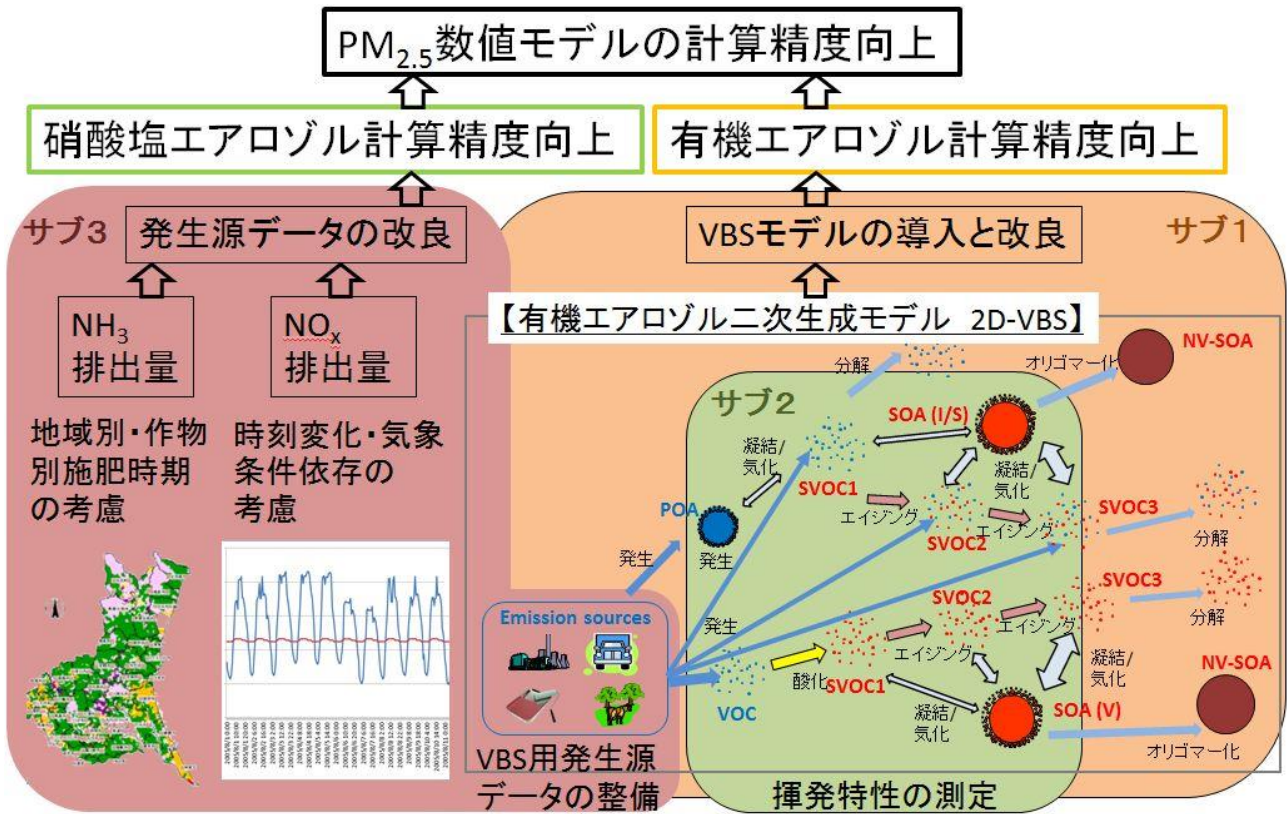 PM2.5数値モデルの計算精度向上
硝酸塩エアロゾル計算精度向上
有機エアロゾル計算精度向上
サブ3
発生源データの改良
VBSモデルの導入と改良
サブ1
NH3
排出量
NOx
排出量
【有機エアロゾル二次生成モデル 2D-VBS】
地域別・作物
別施肥時期
の考慮
時刻変化・気象
条件依存の
考慮
分解
オリゴマー化
NV-SOA
サブ2
SOA (I/S)
凝結/
気化
SVOC1
凝結/
気化
エイジング
SVOC2
エイジング
SVOC3
分解
POA
発生
発生
SVOC3
分解
Emission sources
発生
VOC
酸化
SVOC1
エイジング
SVOC2
エイジング
凝結/
気化
凝結/
気化
SOA (V)
NV-SOA
オリゴマー化
VBS用発生源
データの整備
揮発特性の測定